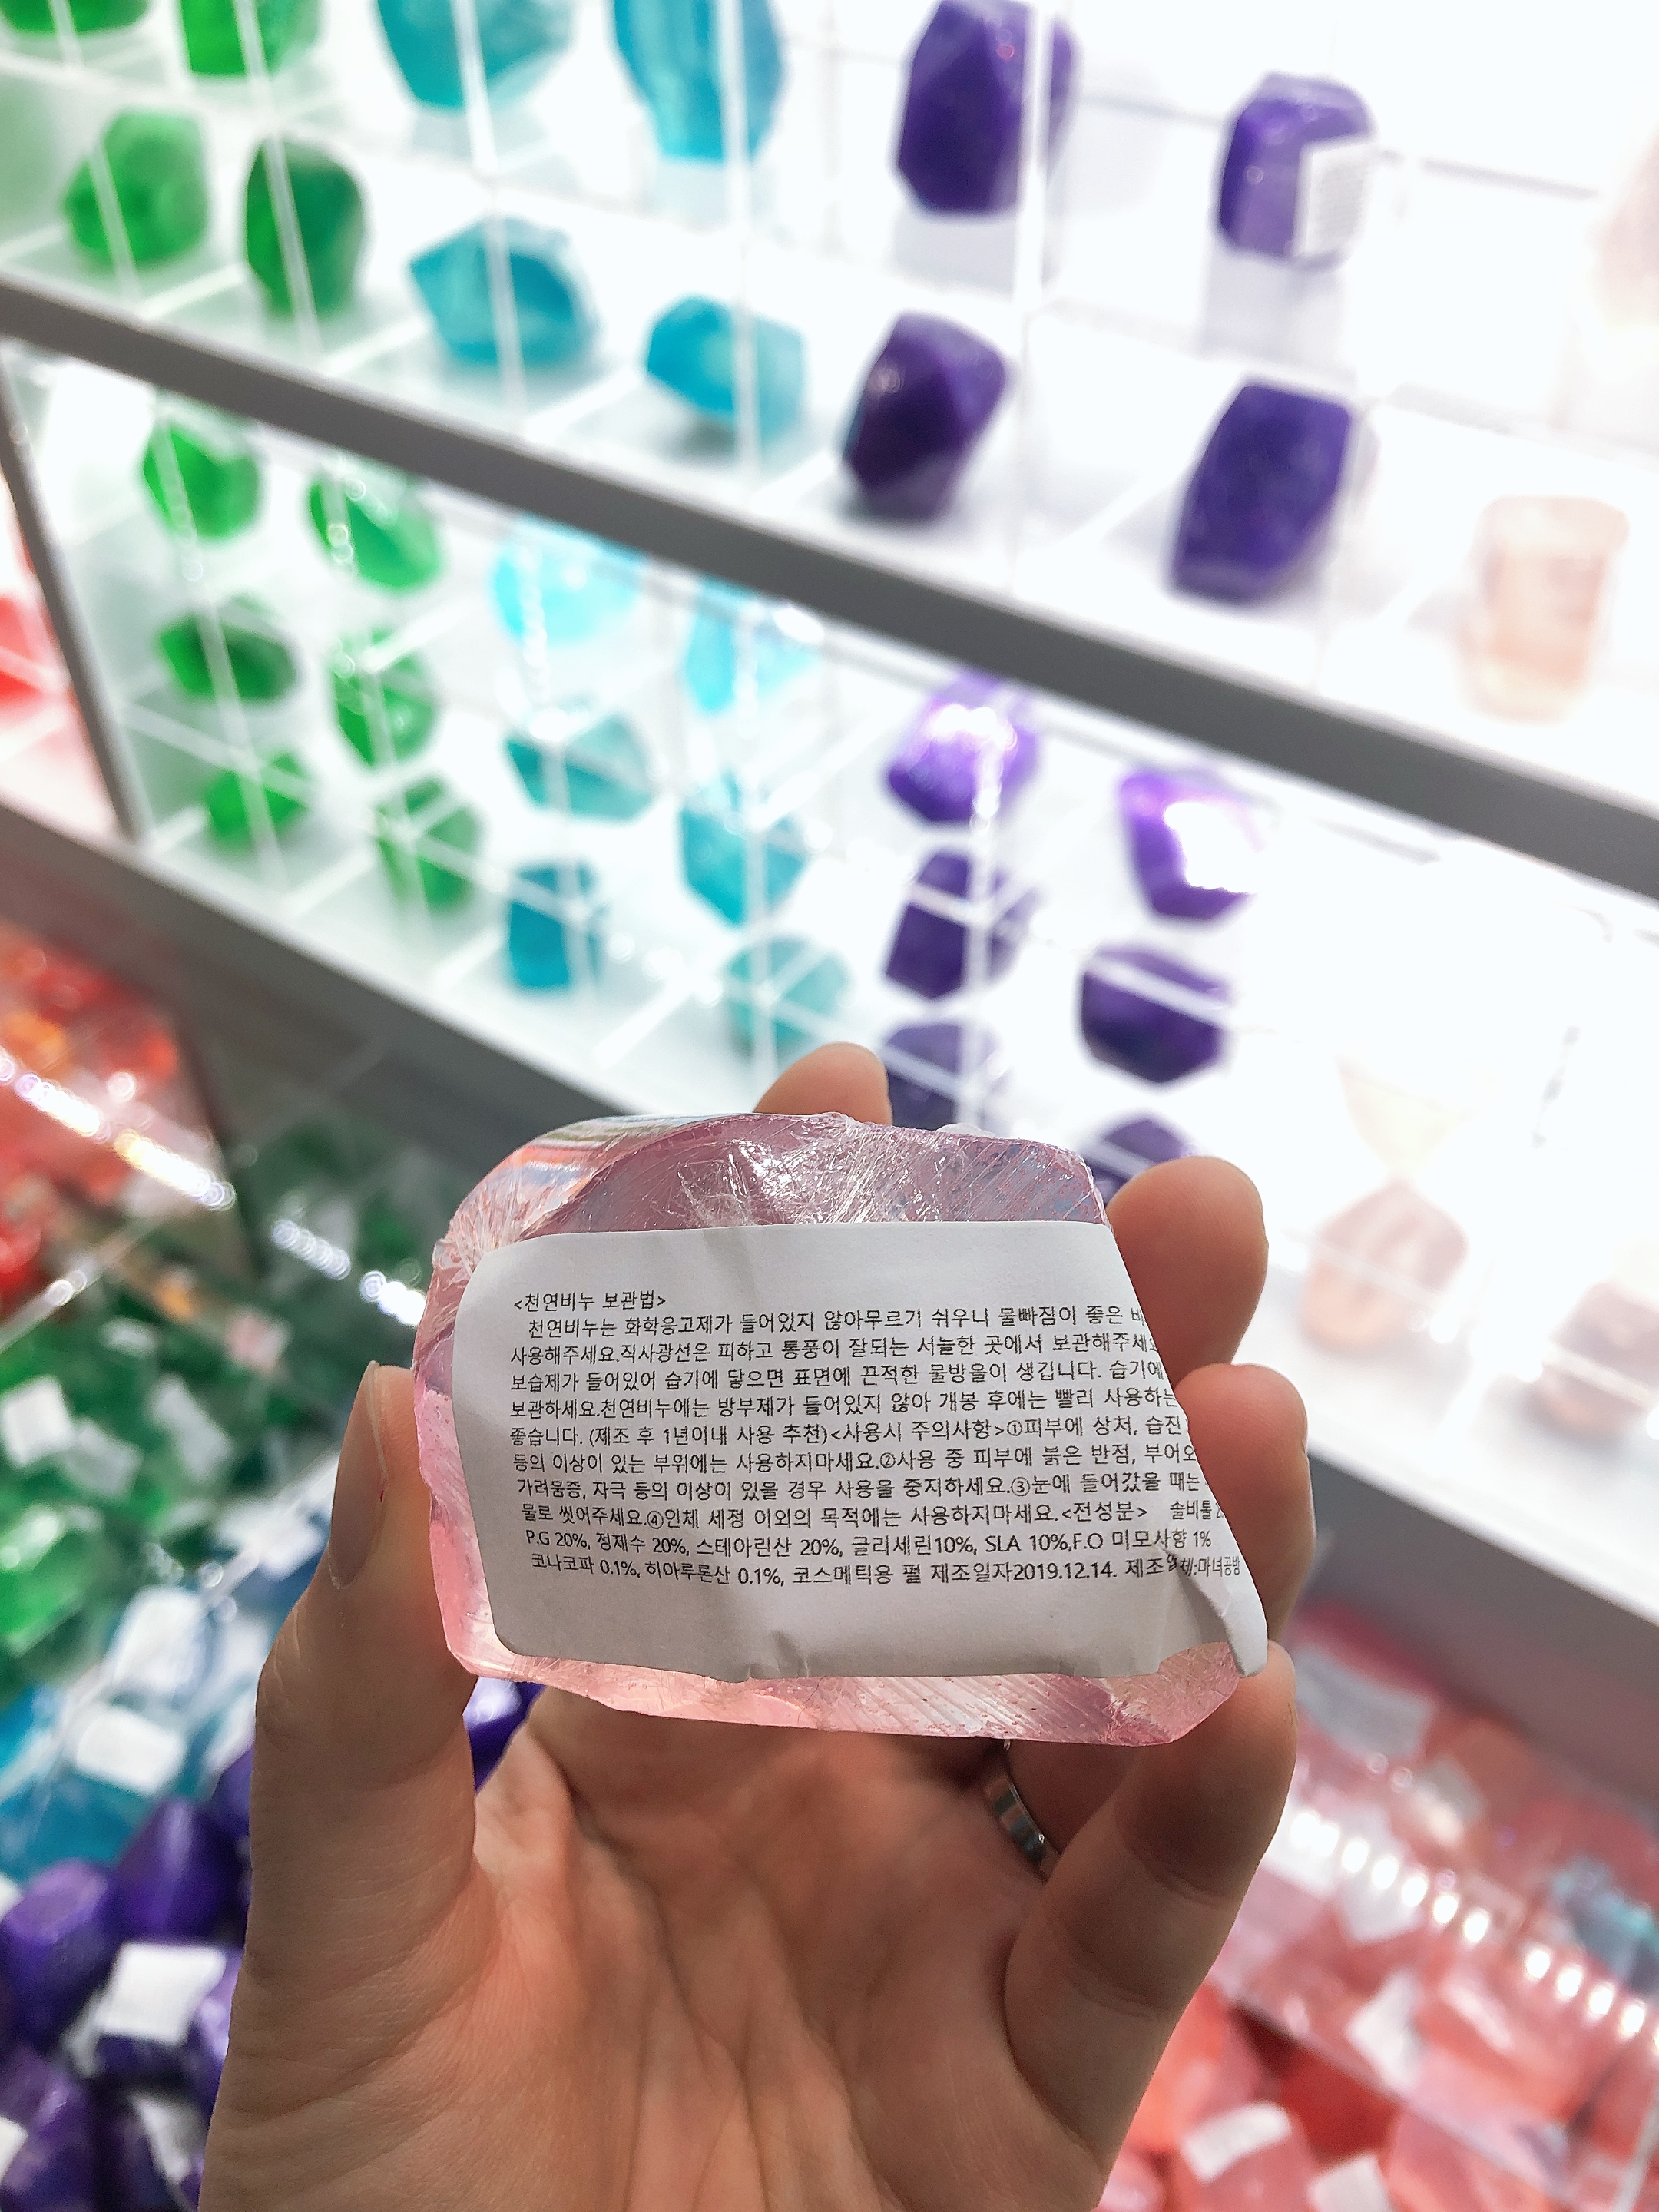 <천연비누 보관법>
천연비누는 화학응고제가 들어있지 않아무르기 쉬우니 물빠짐이 좋은
사용해주세요.직사광선은 피하고 통풍이 잘되는 서늘한 곳에서 보관해주세요
보습제가 들어있어 습기에 닿으면 표면에 끈적한 물방울이 생깁니다. 습기에
보관하세요.천연비누에는 방부제가 들어있지 않아 개봉 후에는 빨리 사용하는
좋습니다. (제조 후 1년이내 사용 추천)<사용시 주의사항>①피부에 상처, 습진
등의 이상이 있는 부위에는 사용하지마세요.②사용 중 피부에 붉은 반점, 부어오
가려움증, 자극 등의 이상이 있을 경우 사용을 중지하세요.③눈에 들어갔을 때는
물로 씻어주세요.④인체 세정 이외의 목적에는 사용하지마세요.<전성분> 솔비톨
P.G 20%, 정제수 20%, 스테아린산 20%, 글리세린10%, SLA 10%,F.O 미모사향 1%
코나코파 0.1%, 히아루톤산 0.1%, 코스메틱용 펄 제조일자2019.12.14. 제조업체:마녀공방